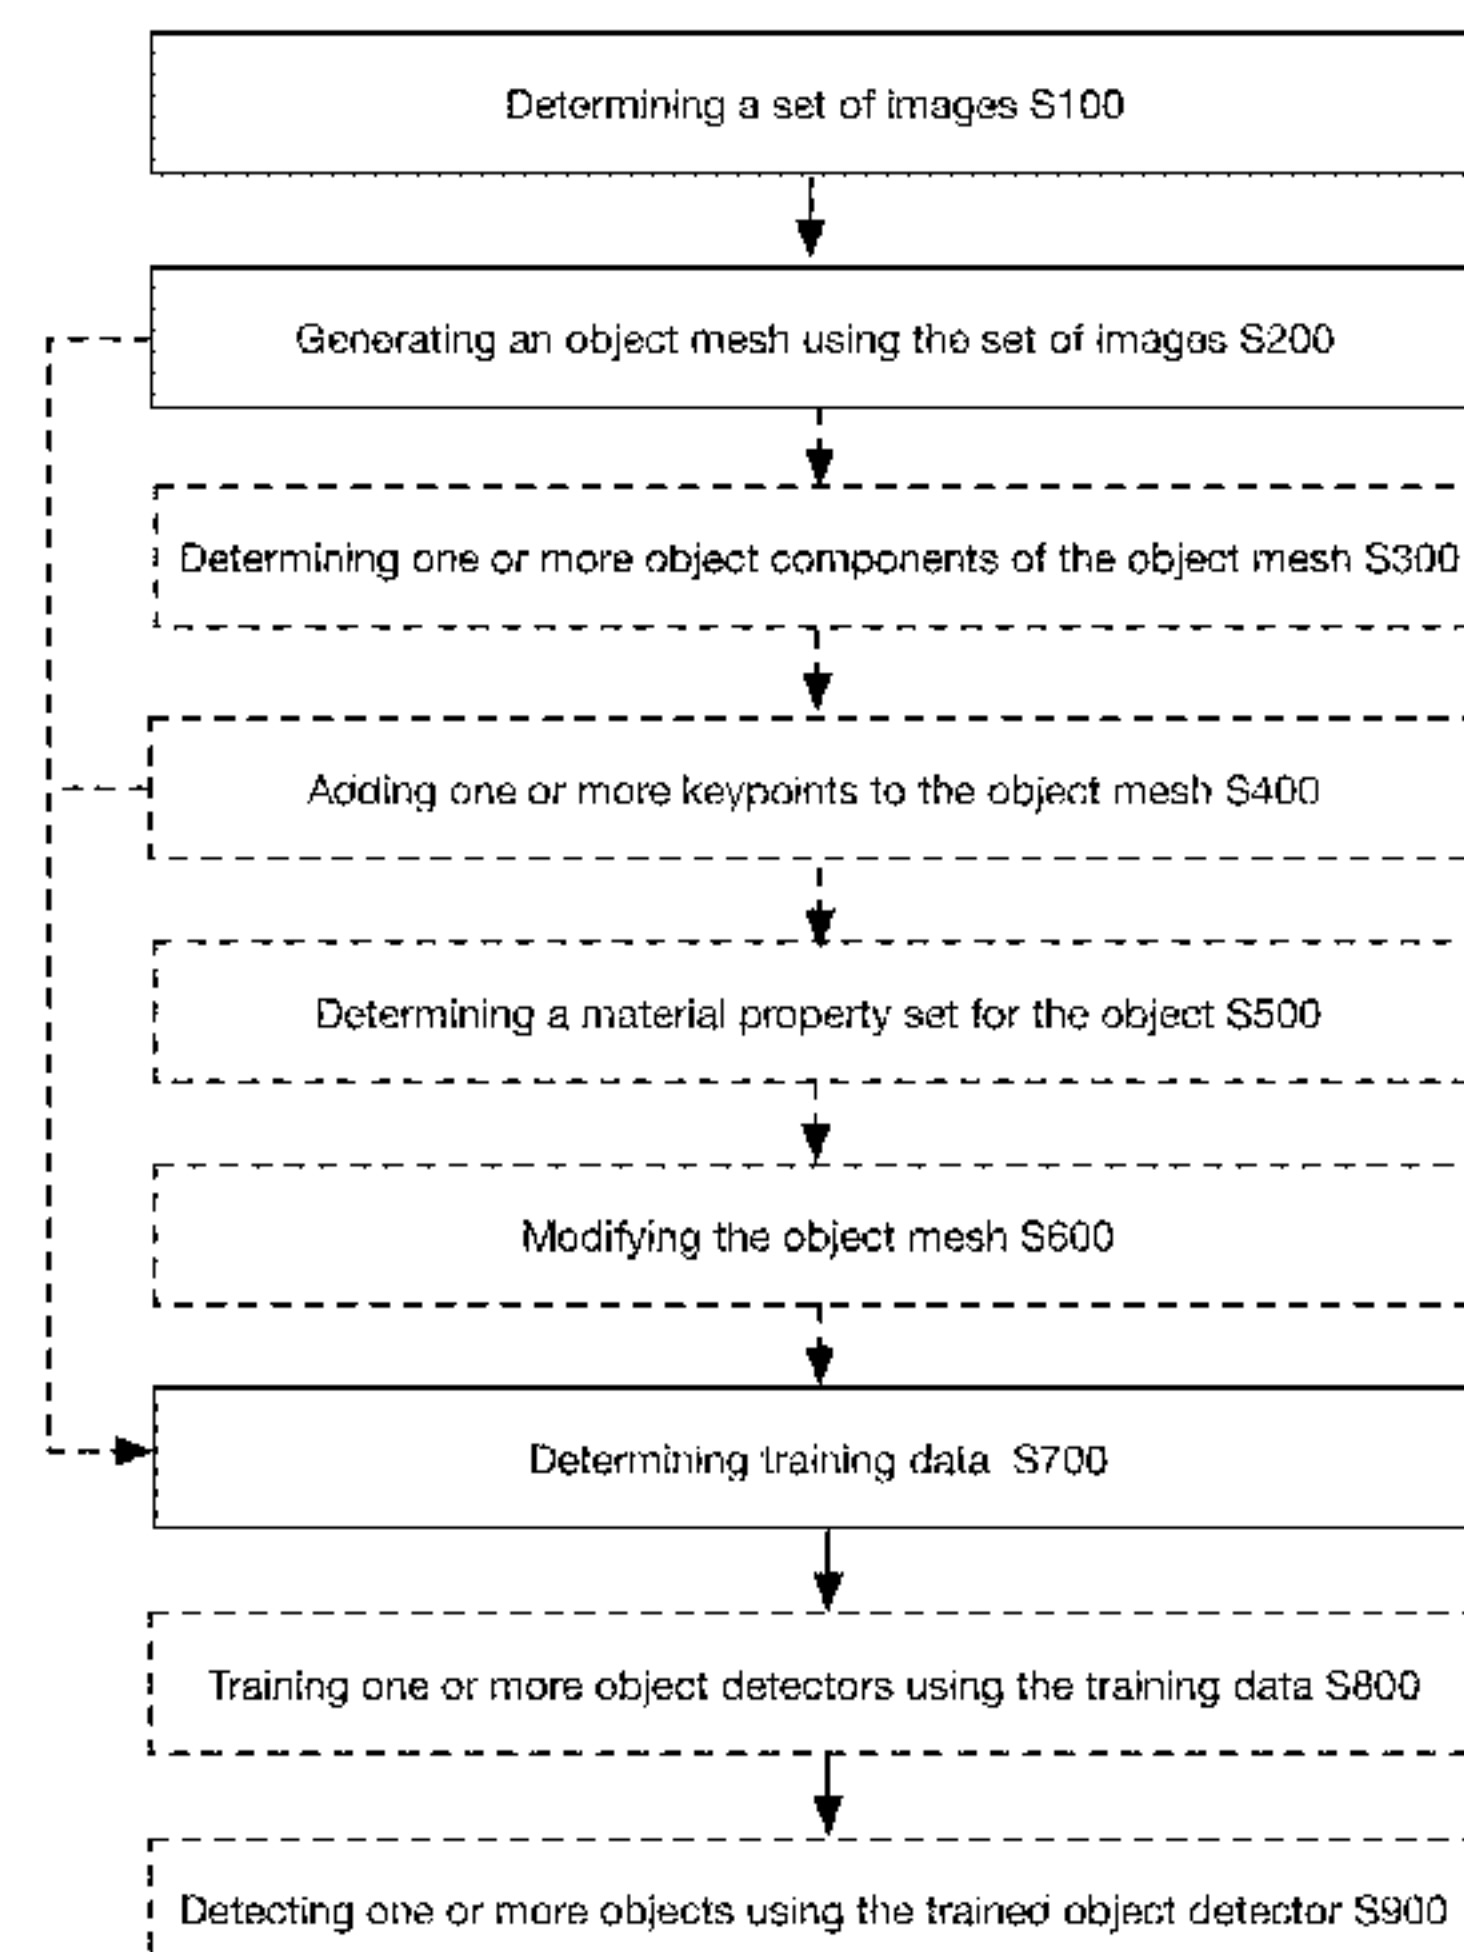 Determining a set of images S100
Generating an object mesh using the set of images S200
Determining one or more object components of the object mesh S300
Adding one or more keypoints to the object mesh S400
Determining a material property set for the object S500
Modifying the object mesh S600
Determining training data S700
Training one or more object detectors using the training data S800
Detecting one or more objects using the trained object detector S900